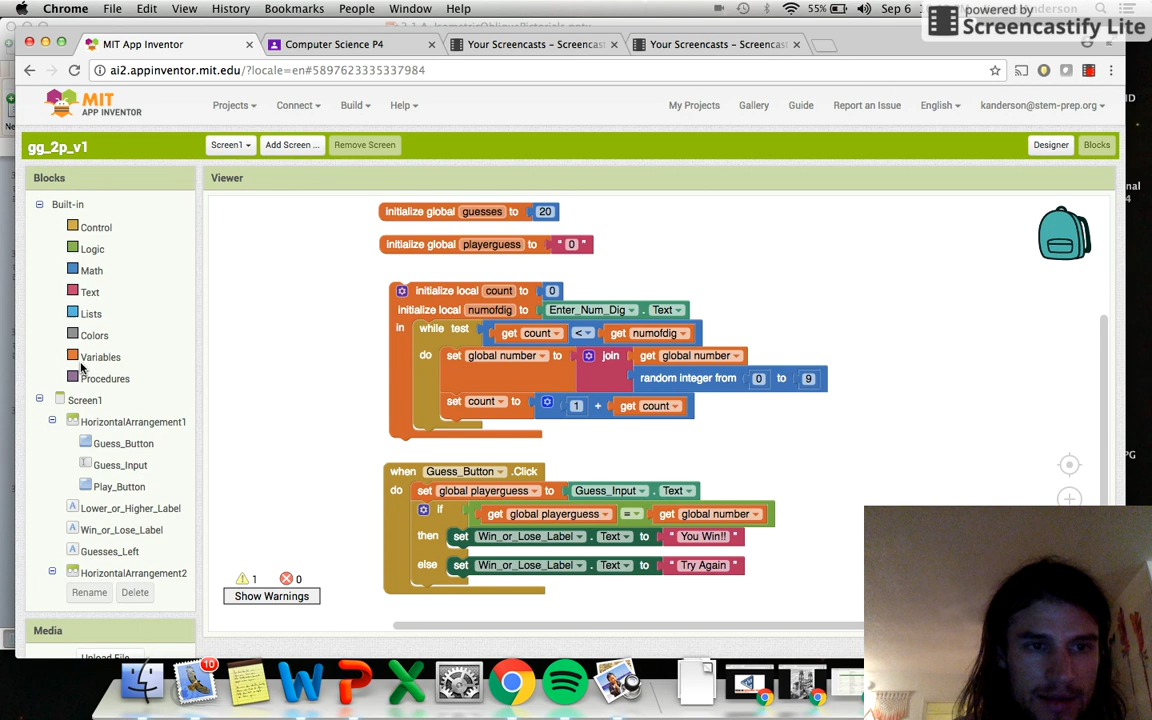 Chrome File Edit View History Bookmarks People Window Help 55% Sep 6
powered by
Screencastify Lite
MIT App Inventor
Computer Science P4
Your Screencasts – Screencast
Your Screencasts – Screencast
ai2.appinventor.mit.edu/?locale=en#5897623335337984
MIT
APP INVENTOR
Projects Connect Build Help My Projects Gallery Guide Report an Issue English kanderson@stem-prep.org
gg_2p_v1
Screen1 Add Screen ... Remove Screen Designer Blocks
Blocks
Viewer
Built-in
Control
Logic
Math
Text
Lists
Colors
Variables
Procedures
Screen1
HorizontalArrangement1
Guess_Button
Guess_Input
Play_Button
Lower_or_Higher_Label
Win_or_Lose_Label
Guesses_Left
HorizontalArrangement2
Rename Delete
Media
Upload File
initialize global guesses to 20
initialize global playerguess to " 0 "
initialize local count to 0
initialize local numofdig to Enter_Num_Dig . Text
in while test get count < get numofdig
do set global number to join get global number
random integer from 0 to 9
set count to 1 + get count
when Guess_Button .Click
do set global playerguess to Guess_Input . Text
if get global playerguess = get global number
then set Win_or_Lose_Label . Text to " You Win!! "
else set Win_or_Lose_Label . Text to " Try Again "
1 0
Show Warnings
10